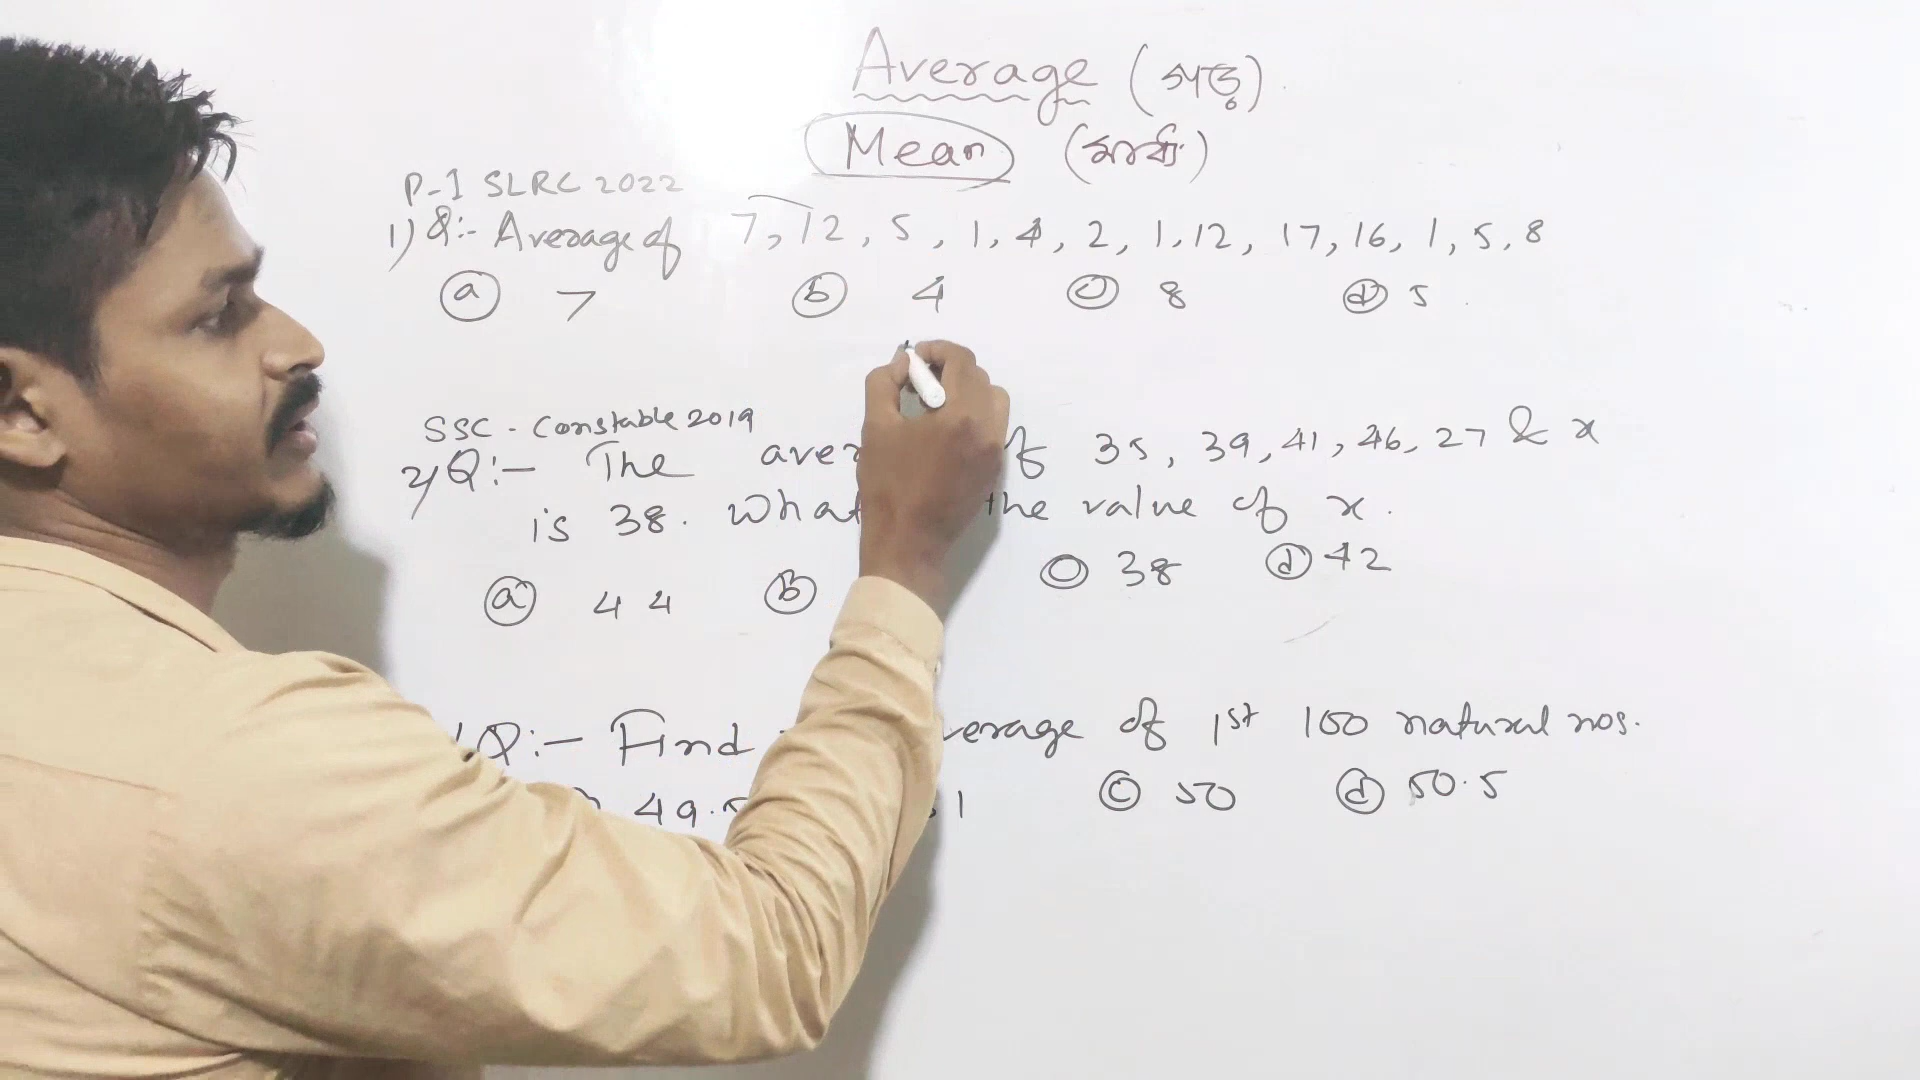 Average (গড়)
Mean (মাধ্য)
P-I SLRC 2022
1) Q:- Average of 7, 12, 5, 1, 4, 2, 1, 12, 17, 16, 1, 5, 8
(a) 7 (b) 4 (c) 8 (d) 5
SSC - Constable 2019
2) Q:- The of 35, 39, 41, 46, 27 & x
is 38. What the value of x.
(a) 44 (b) (c) 38 (d) 42
Q:- Find of 1st 100 natural nos.
49.5 (c) 50 (d) 50.5